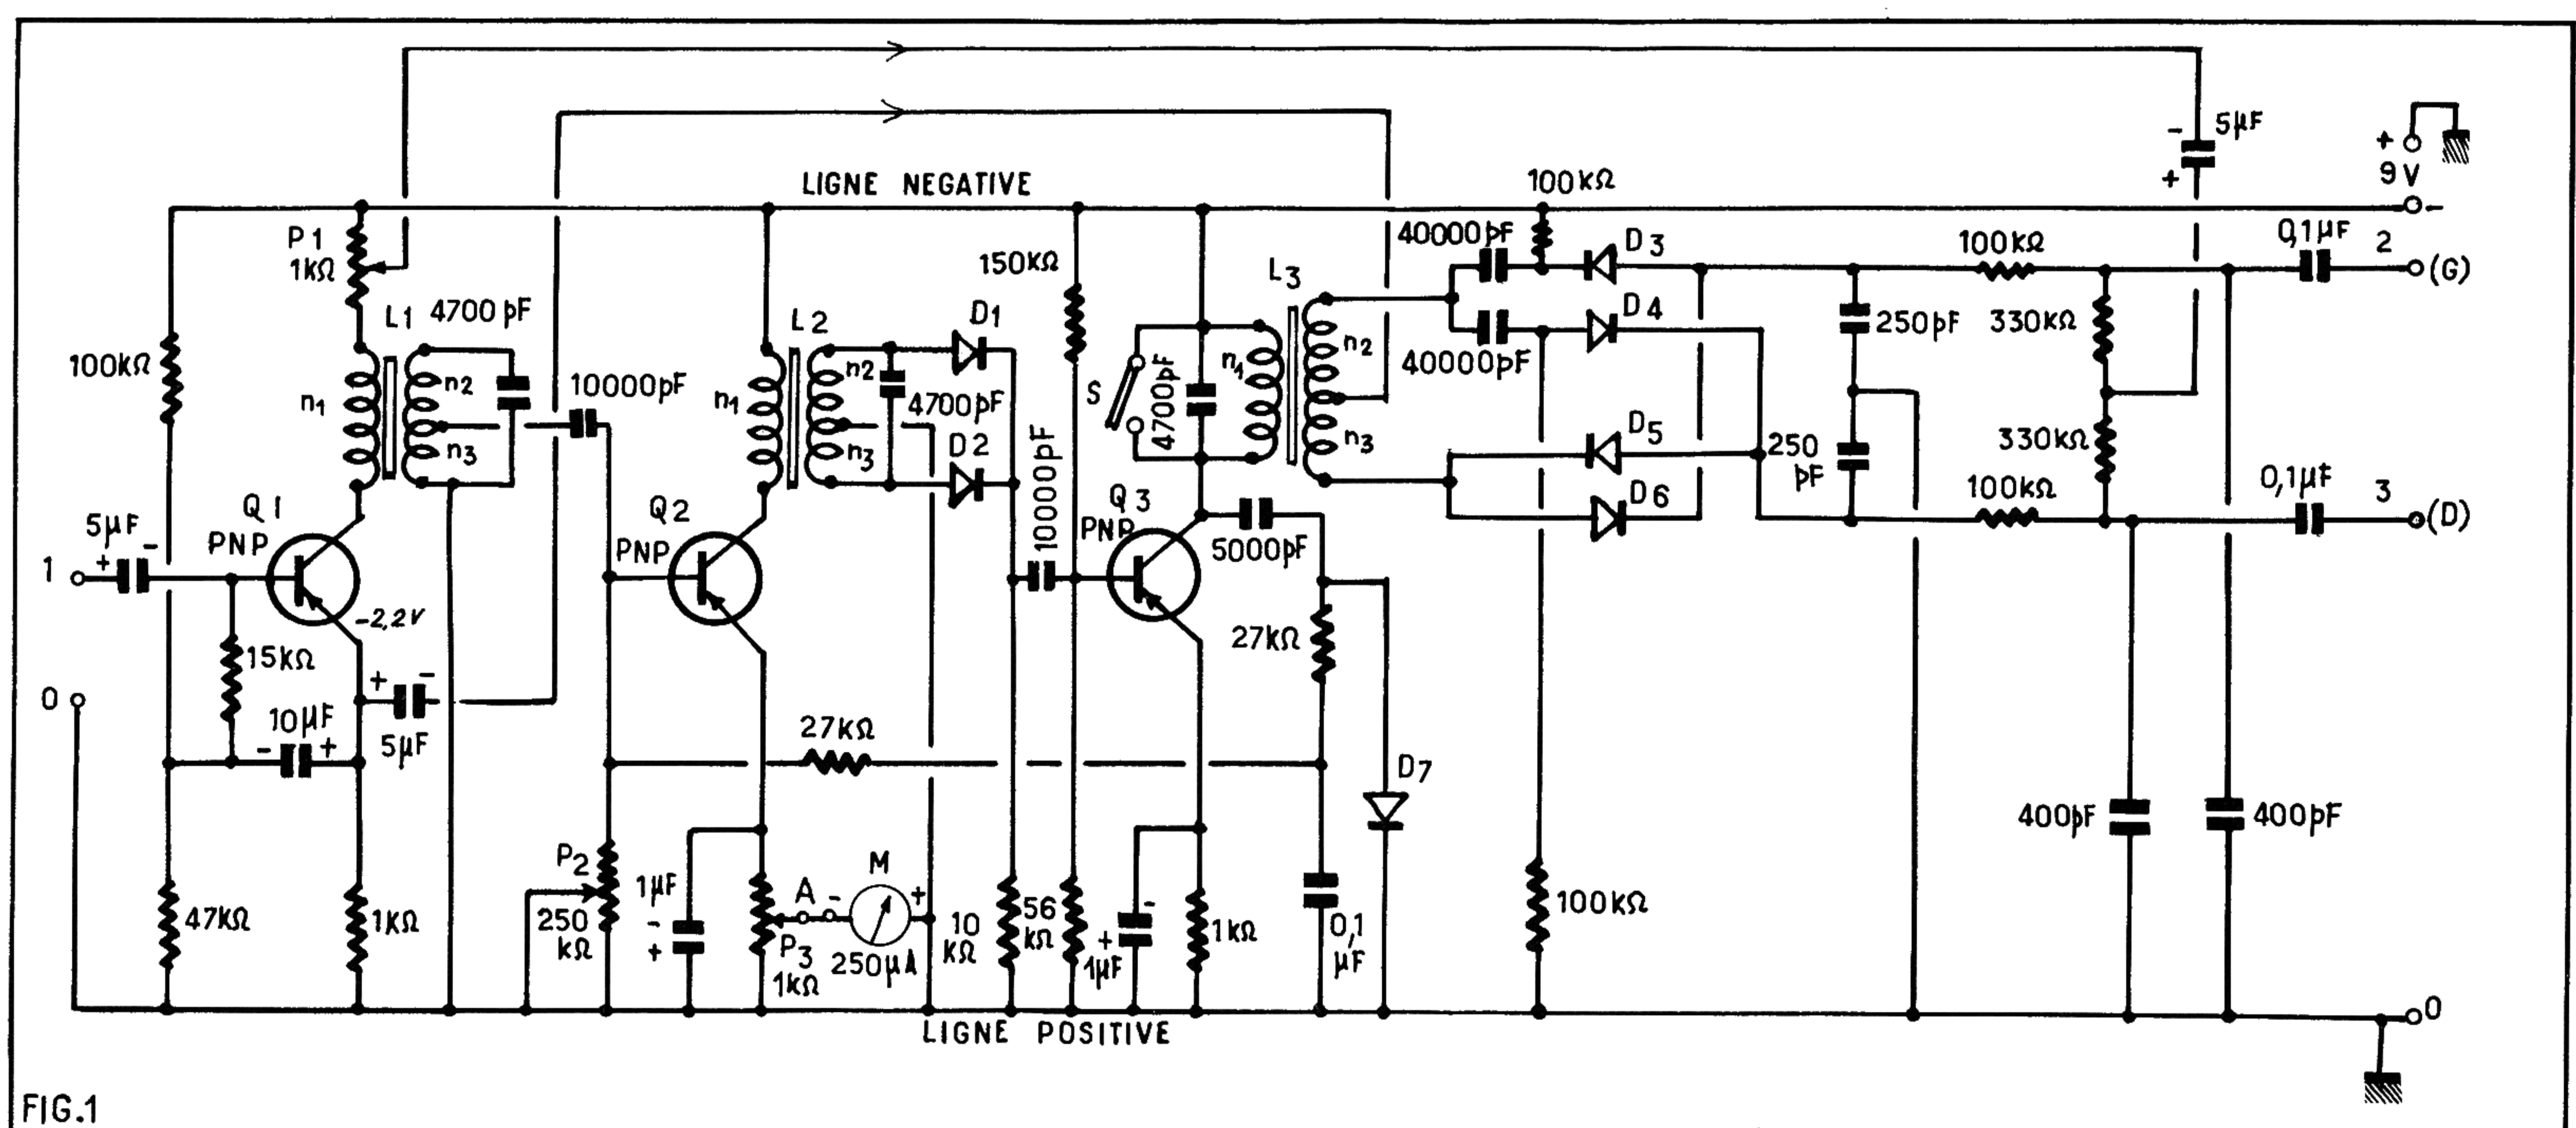 5µF
+
9V
-
+
-
LIGNE NEGATIVE
100kΩ
P1
1kΩ
40000pF
D3
100kΩ
0,1µF
2
(G)
150kΩ
L3
L1
4700pF
L2
D1
D4
100kΩ
n1
n2
n3
10000pF
n1
n2
n3
4700pF
D2
S
4700pF
n1
n2
n3
40000pF
250pF
330kΩ
D5
250
pF
330kΩ
10000pF
D6
100kΩ
0,1µF
3
(D)
Q1
PNP
Q2
PNP
Q3
PNP
5000pF
5µF
+
-
1
-2,2V
15kΩ
27kΩ
0
+
-
5µF
10µF
-
+
27kΩ
D7
400pF
400pF
P2
250
kΩ
1µF
-
+
A
-
M
+
P3
1kΩ
250µA
10
kΩ
56
kΩ
-
+
1µF
1kΩ
0,1
µF
100kΩ
47kΩ
1kΩ
LIGNE POSITIVE
0
FIG.1